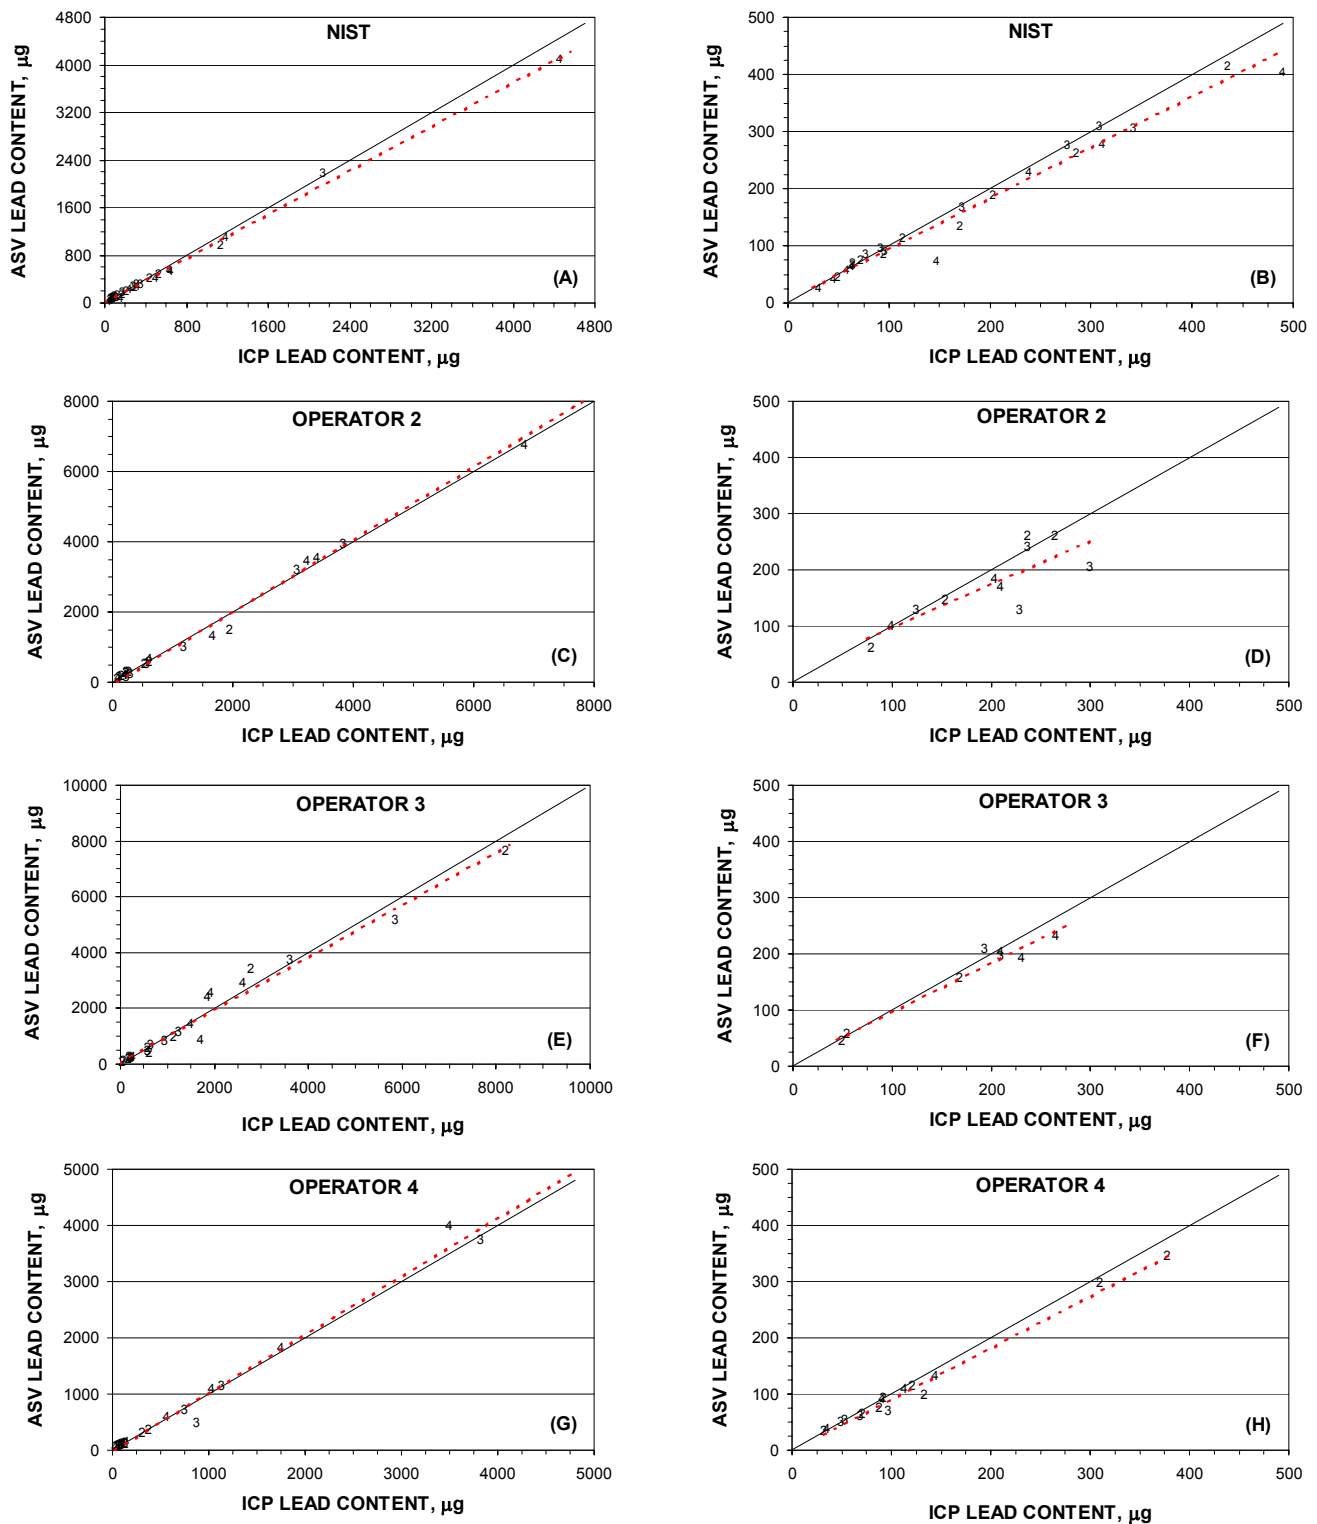 NIST
ASV LEAD CONTENT, µg
4800
4000
3200
2400
1600
800
0
4
3
2
4
(A)
0 800 1600 2400 3200 4000 4800
ICP LEAD CONTENT, µg
NIST
ASV LEAD CONTENT, µg
500
400
300
200
100
0
(B)
0 100 200 300 400 500
ICP LEAD CONTENT, µg
OPERATOR 2
ASV LEAD CONTENT, µg
8000
6000
4000
2000
0
(C)
0 2000 4000 6000 8000
ICP LEAD CONTENT, µg
OPERATOR 2
ASV LEAD CONTENT, µg
500
400
300
200
100
0
(D)
0 100 200 300 400 500
ICP LEAD CONTENT, µg
OPERATOR 3
ASV LEAD CONTENT, µg
10000
8000
6000
4000
2000
0
(E)
0 2000 4000 6000 8000 10000
ICP LEAD CONTENT, µg
OPERATOR 3
ASV LEAD CONTENT, µg
500
400
300
200
100
0
(F)
0 100 200 300 400 500
ICP LEAD CONTENT, µg
OPERATOR 4
ASV LEAD CONTENT, µg
5000
4000
3000
2000
1000
0
(G)
0 1000 2000 3000 4000 5000
ICP LEAD CONTENT, µg
OPERATOR 4
ASV LEAD CONTENT, µg
500
400
300
200
100
0
(H)
0 100 200 300 400 500
ICP LEAD CONTENT, µg